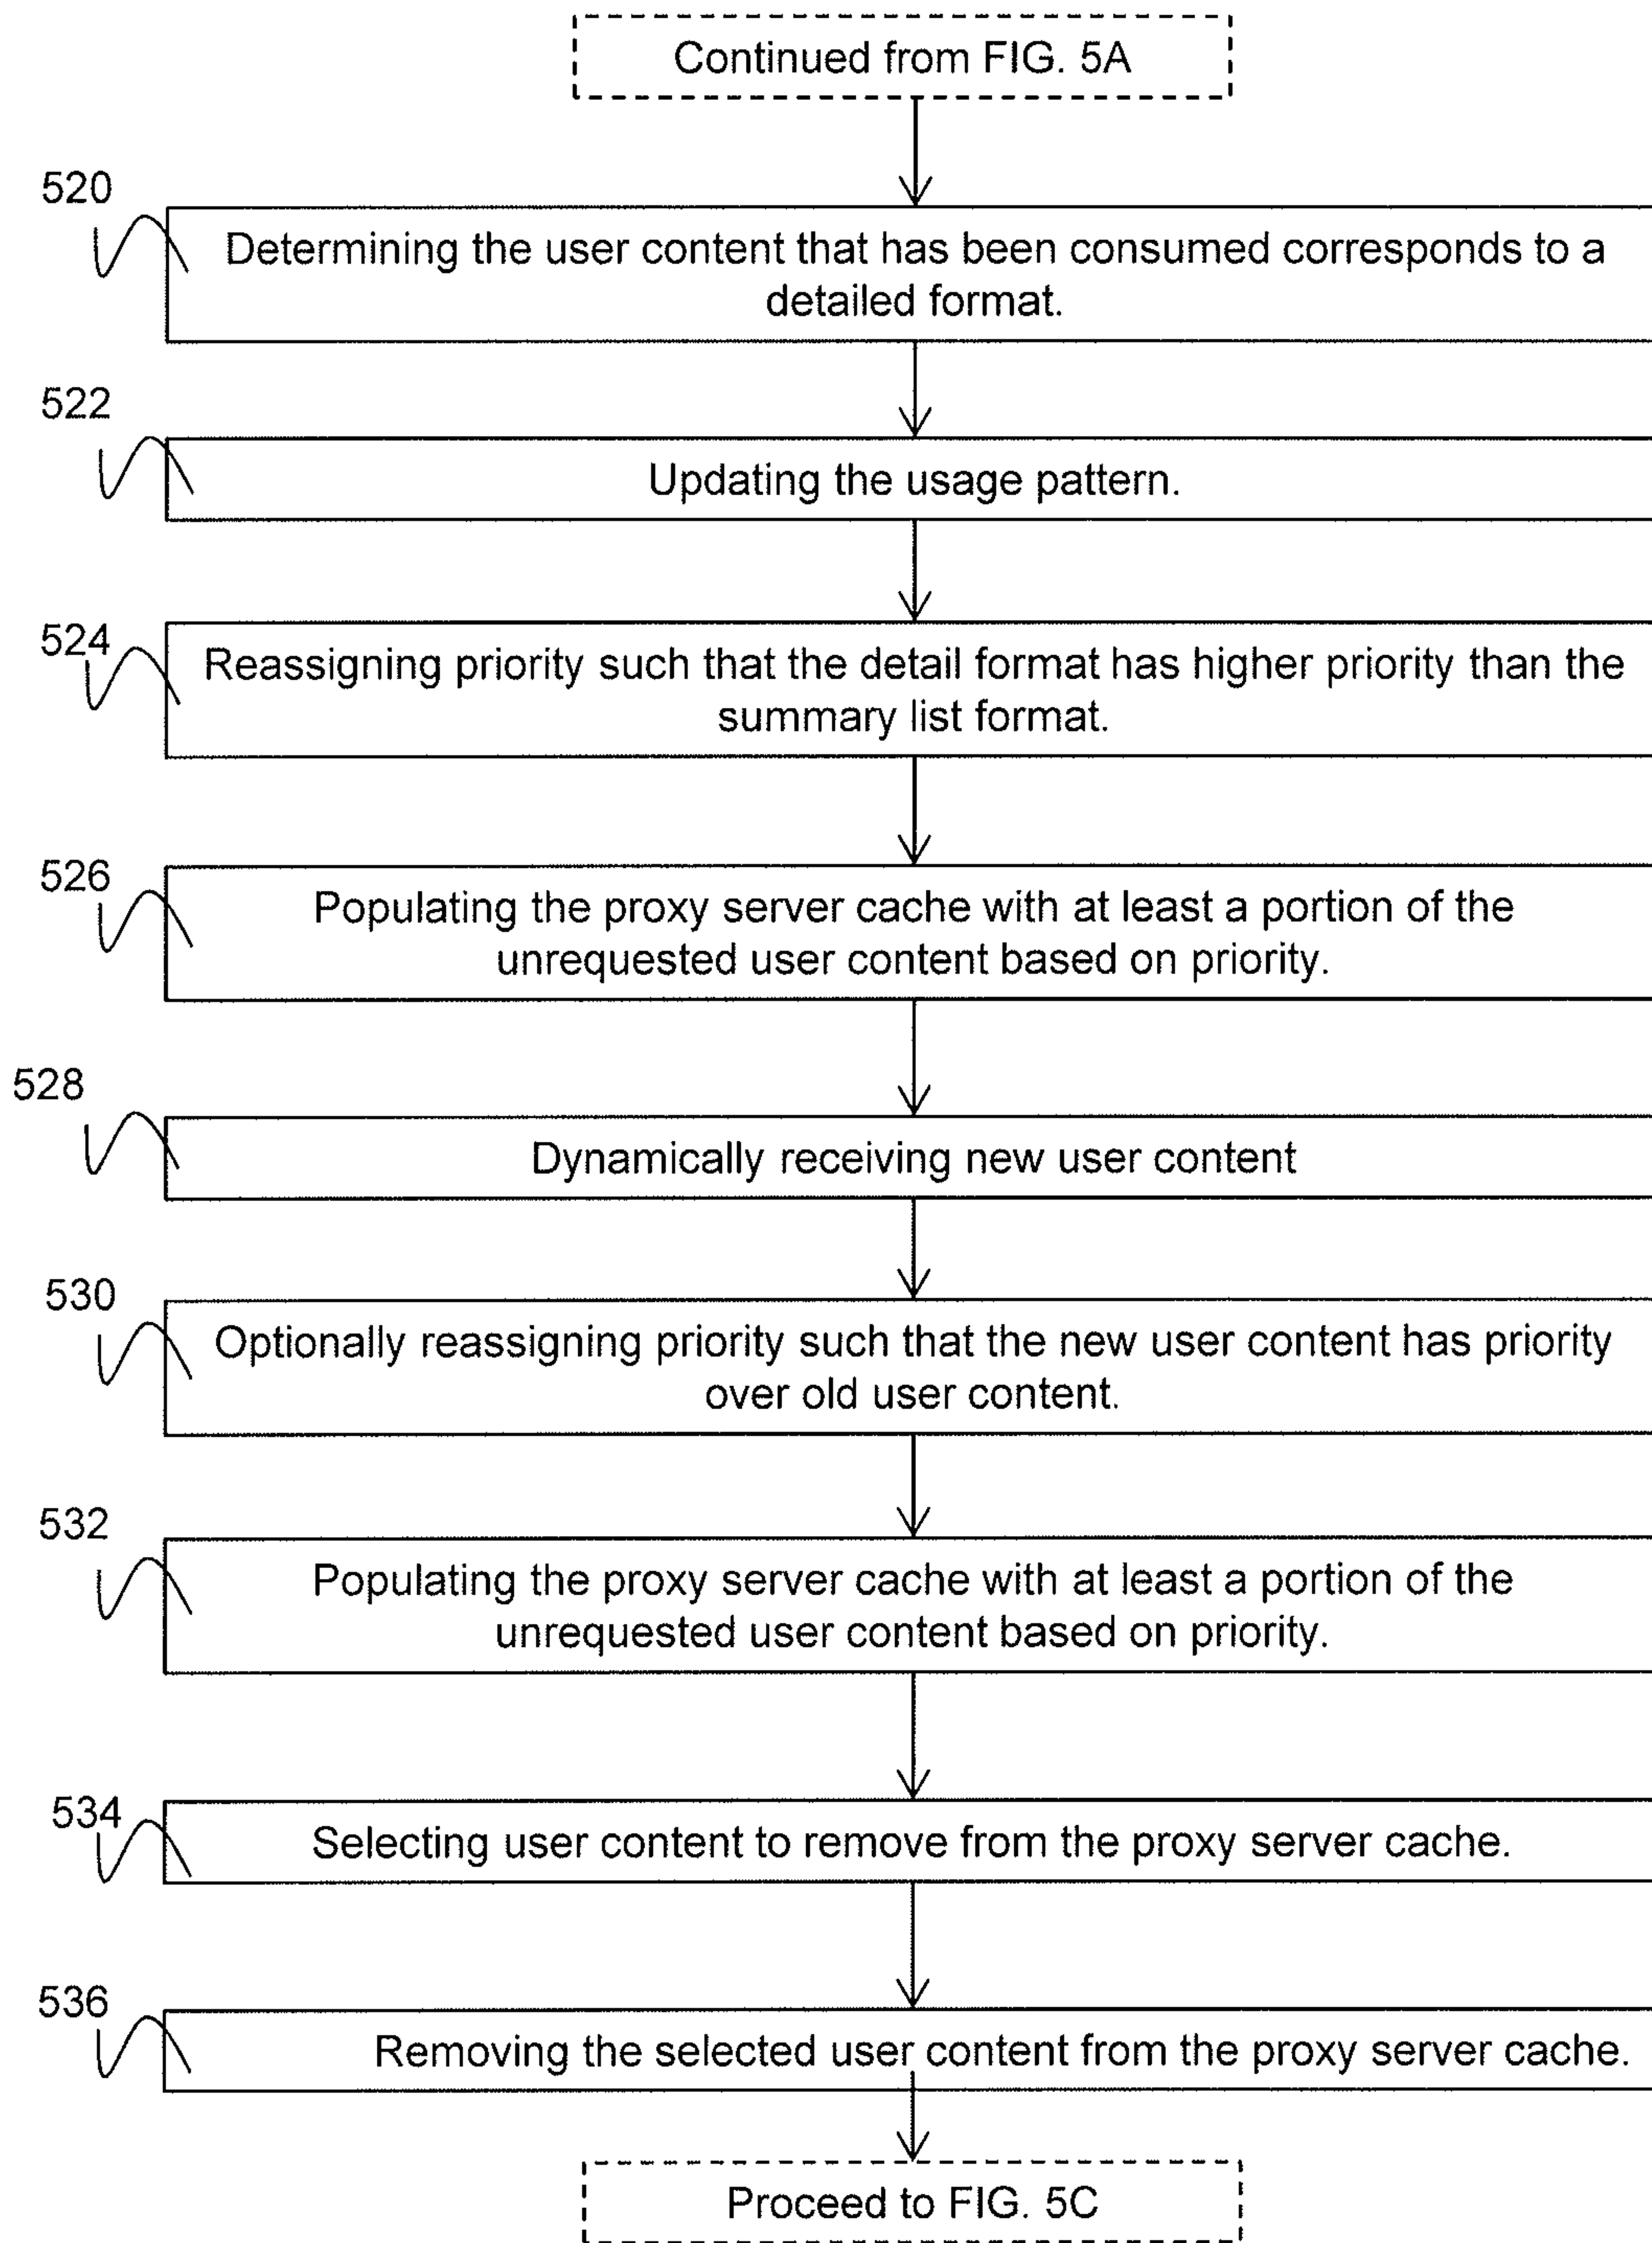 Continued from FIG. 5A
520
Determining the user content that has been consumed corresponds to a
detailed format.
522
Updating the usage pattern.
524
Reassigning priority such that the detail format has higher priority than the
summary list format.
526
Populating the proxy server cache with at least a portion of the
unrequested user content based on priority.
528
Dynamically receiving new user content
530
Optionally reassigning priority such that the new user content has priority
over old user content.
532
Populating the proxy server cache with at least a portion of the
unrequested user content based on priority.
534
Selecting user content to remove from the proxy server cache.
536
Removing the selected user content from the proxy server cache.
Proceed to FIG. 5C